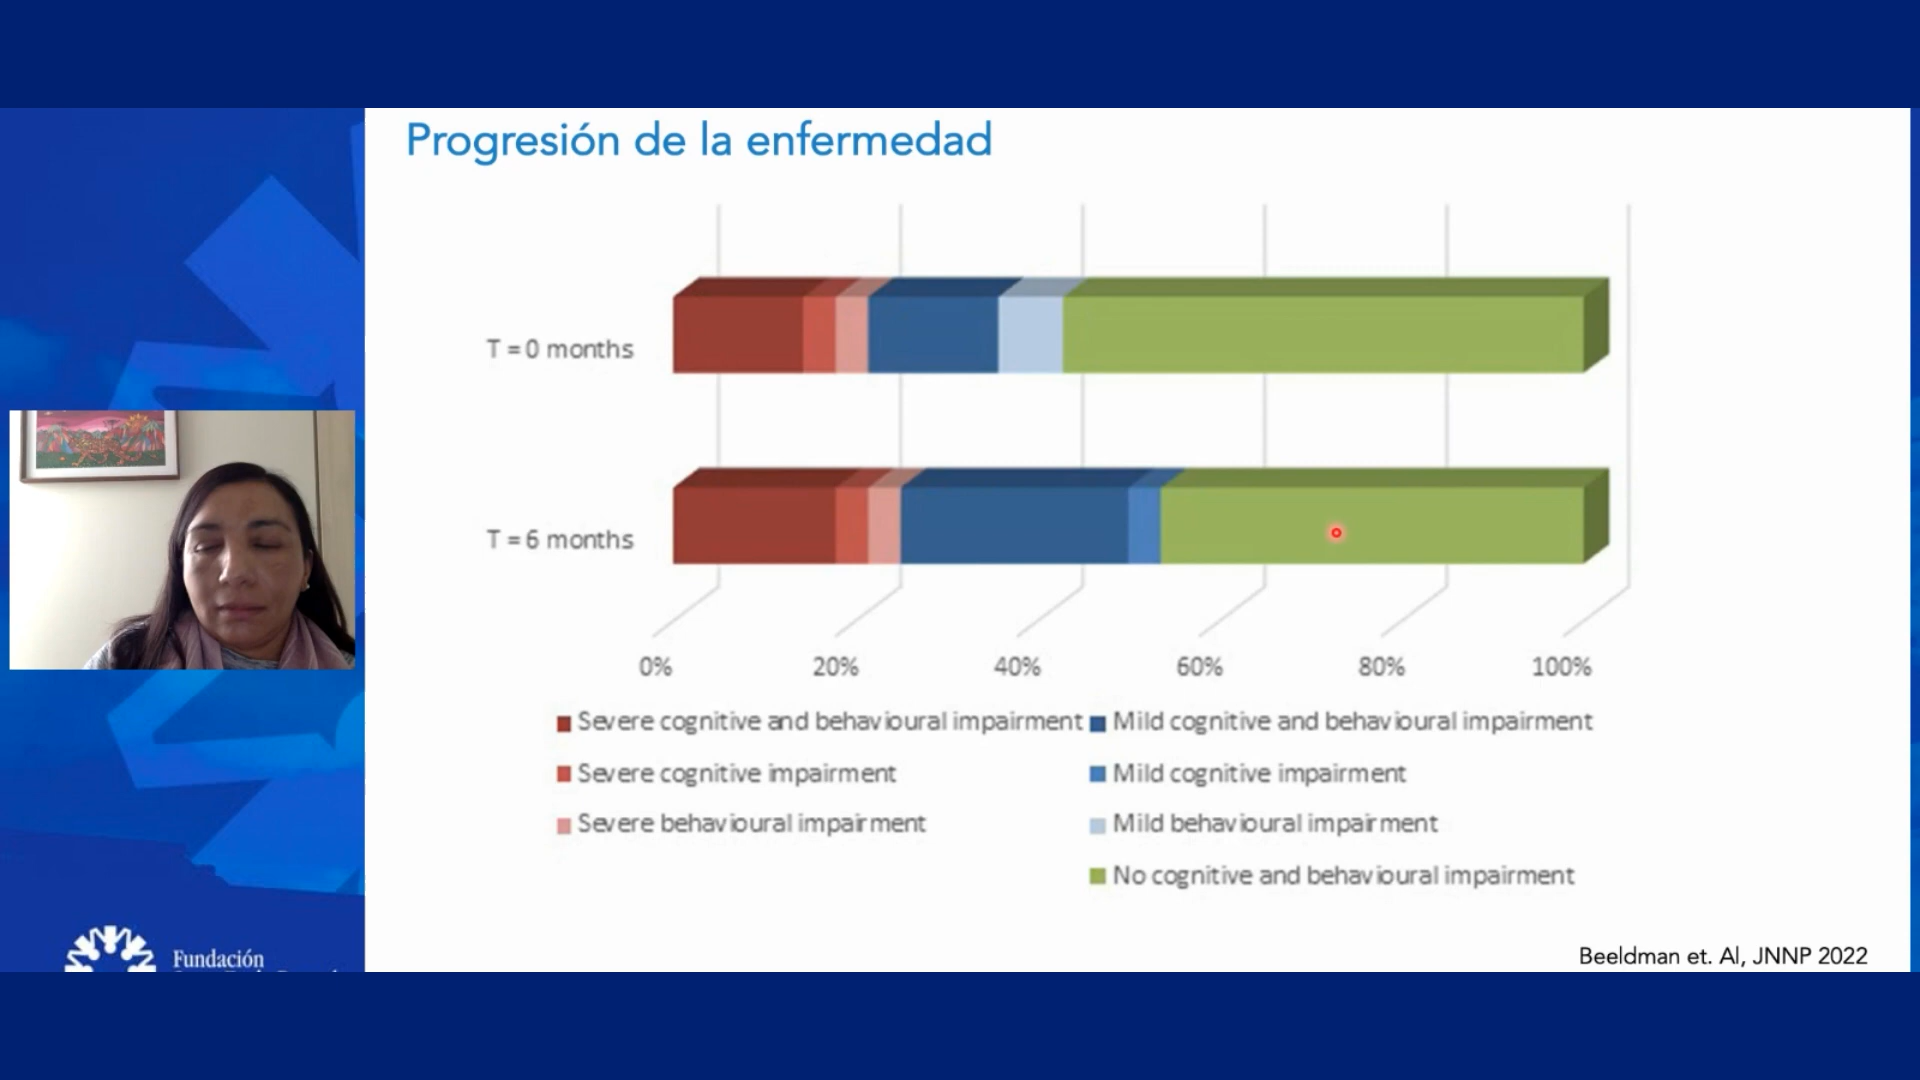 Progresión de la enfermedad
T = 0 months
T = 6 months
0% 20% 40% 60% 80% 100%
Severe cognitive and behavioural impairment
Mild cognitive and behavioural impairment
Severe cognitive impairment
Mild cognitive impairment
Severe behavioural impairment
Mild behavioural impairment
No cognitive and behavioural impairment
Fundación
Beeldman et. Al, JNNP 2022